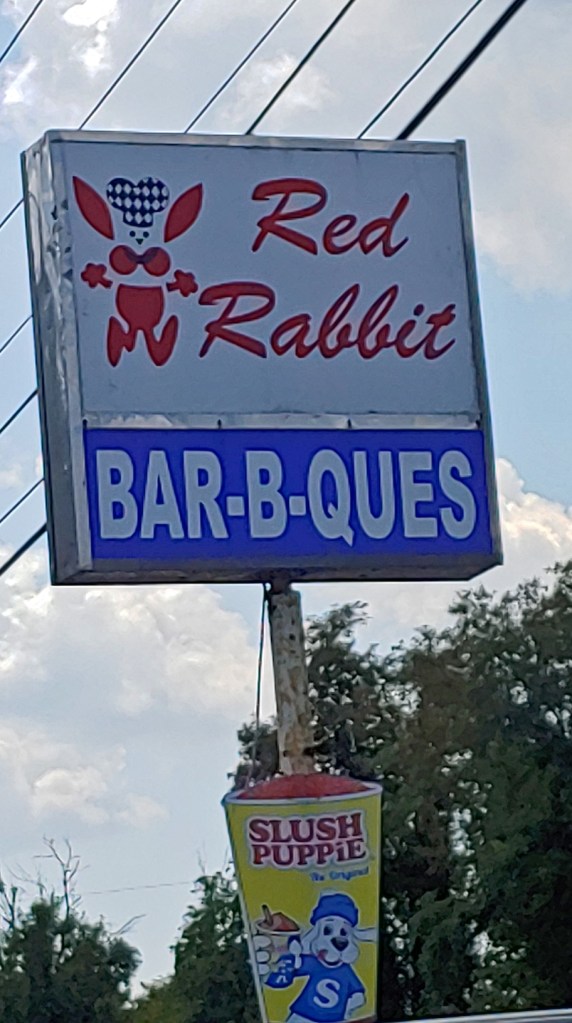 Red
Rabbit
BAR-B-QUES
SLUSH
PUPPiE
The Original
S